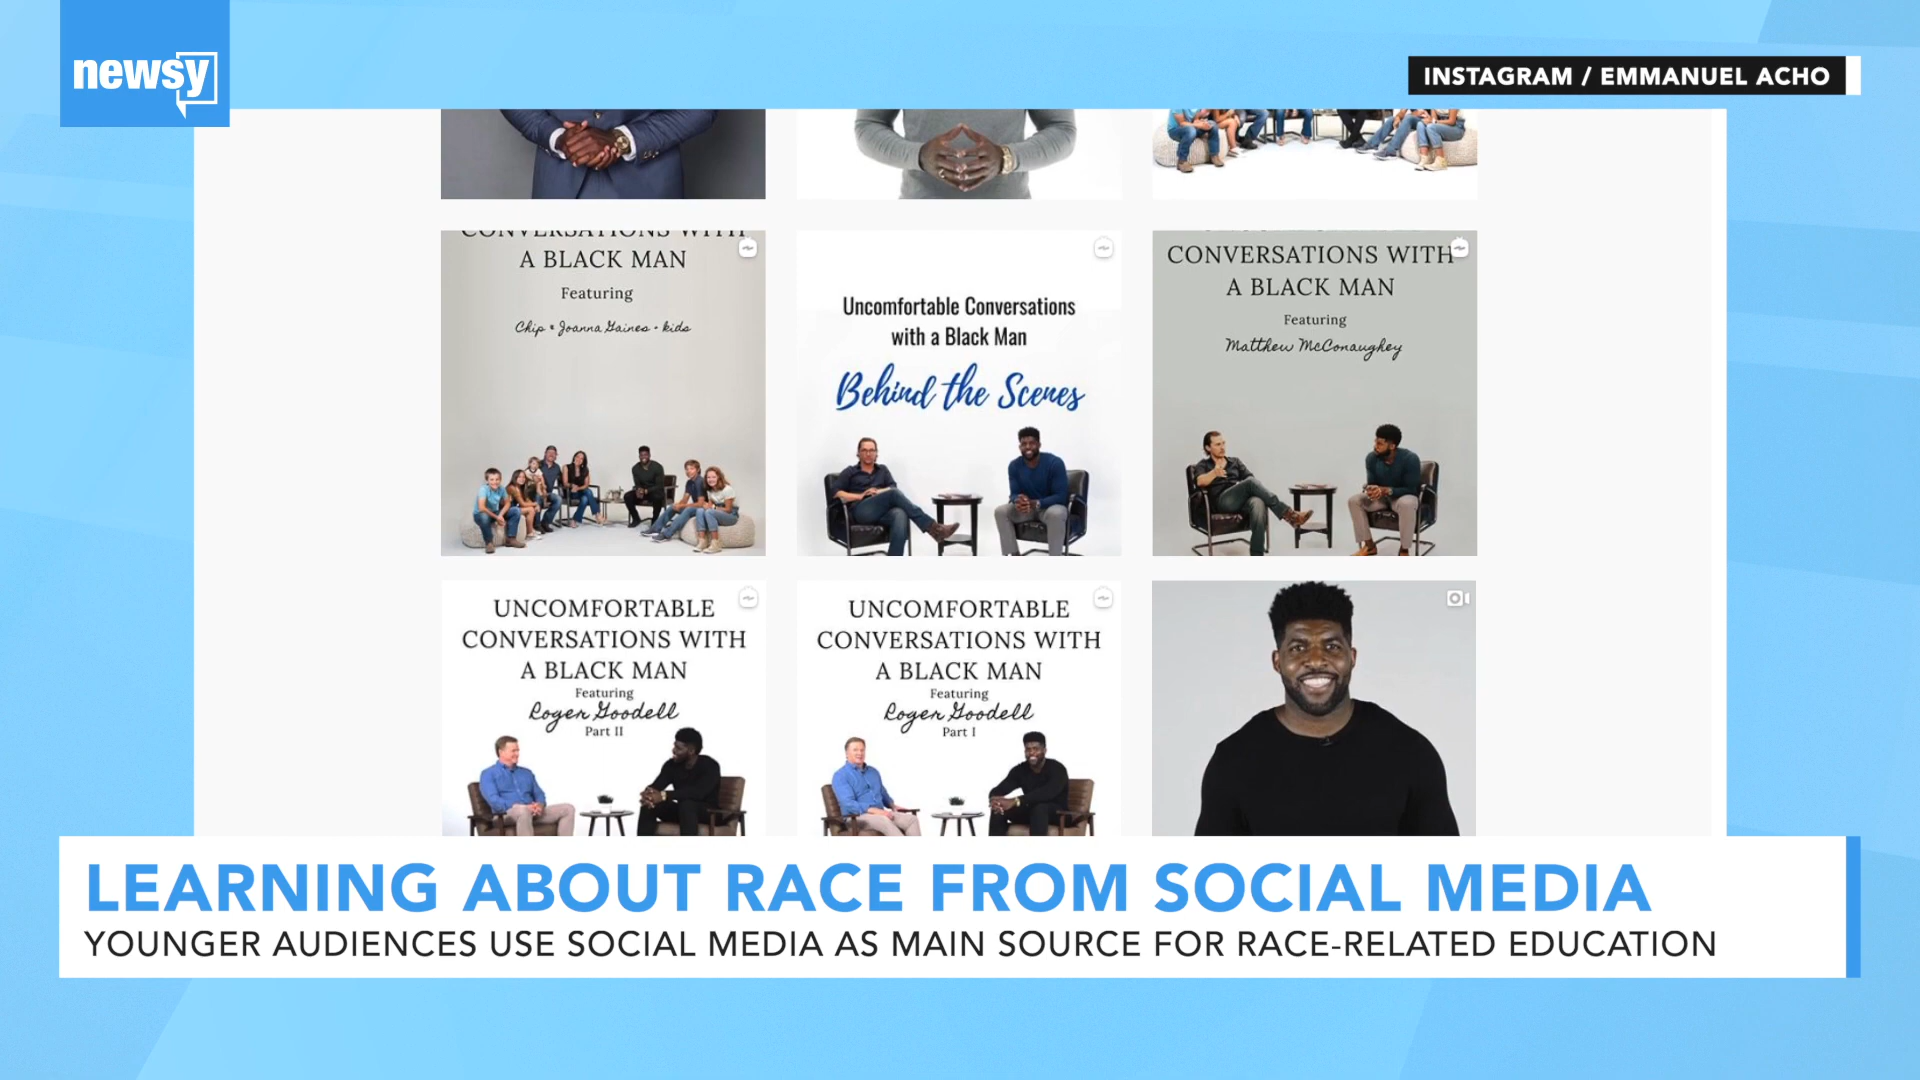 newsy
INSTAGRAM / EMMANUEL ACHO
CONVERSATIONS WITH
A BLACK MAN
Featuring
Chip & Joanna Gaines + kids
Uncomfortable Conversations
with a Black Man
Behind the Scenes
CONVERSATIONS WITH
A BLACK MAN
Featuring
Matthew McConaughey
UNCOMFORTABLE
CONVERSATIONS WITH
A BLACK MAN
Featuring
Roger Goodell
Part II
UNCOMFORTABLE
CONVERSATIONS WITH
A BLACK MAN
Featuring
Roger Goodell
Part I
LEARNING ABOUT RACE FROM SOCIAL MEDIA
YOUNGER AUDIENCES USE SOCIAL MEDIA AS MAIN SOURCE FOR RACE-RELATED EDUCATION